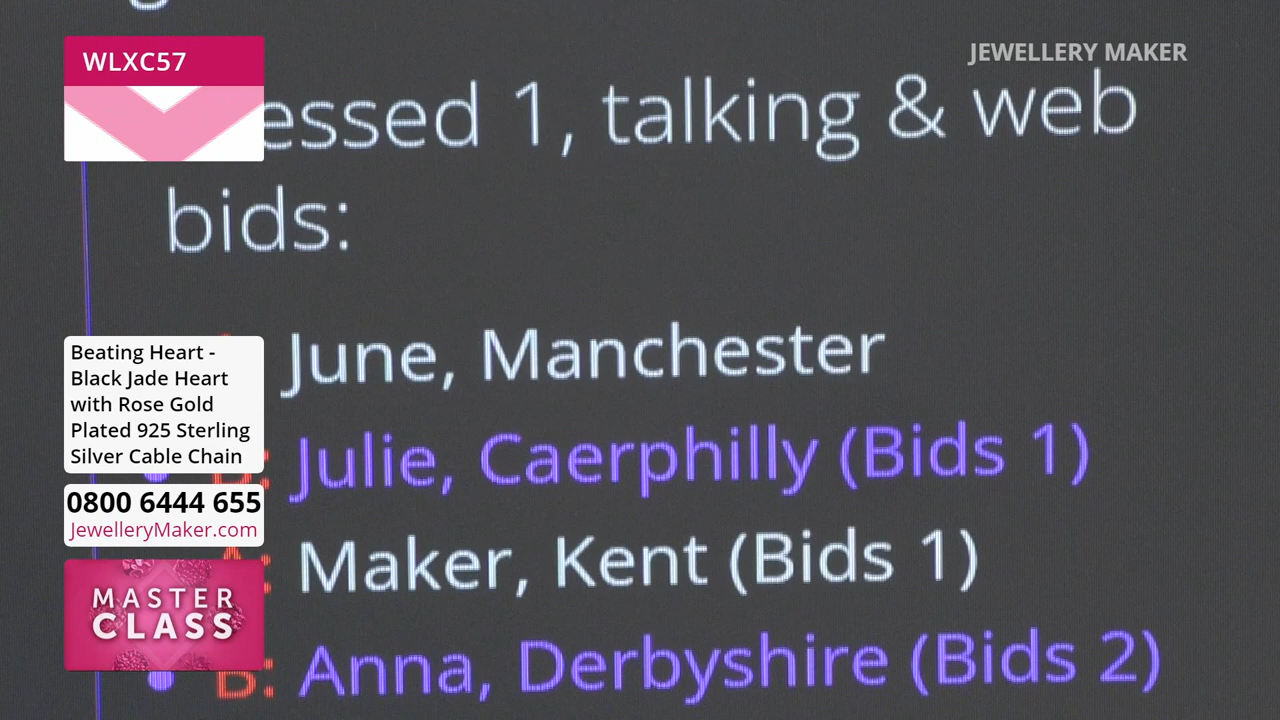 WLXC57
JEWELLERY MAKER
essed 1, talking & web
bids:
June, Manchester
Julie, Caerphilly (Bids 1)
Maker, Kent (Bids 1)
B: Anna, Derbyshire (Bids 2)
Beating Heart -
Black Jade Heart
with Rose Gold
Plated 925 Sterling
Silver Cable Chain
0800 6444 655
JewelleryMaker.com
MASTER
CLASS